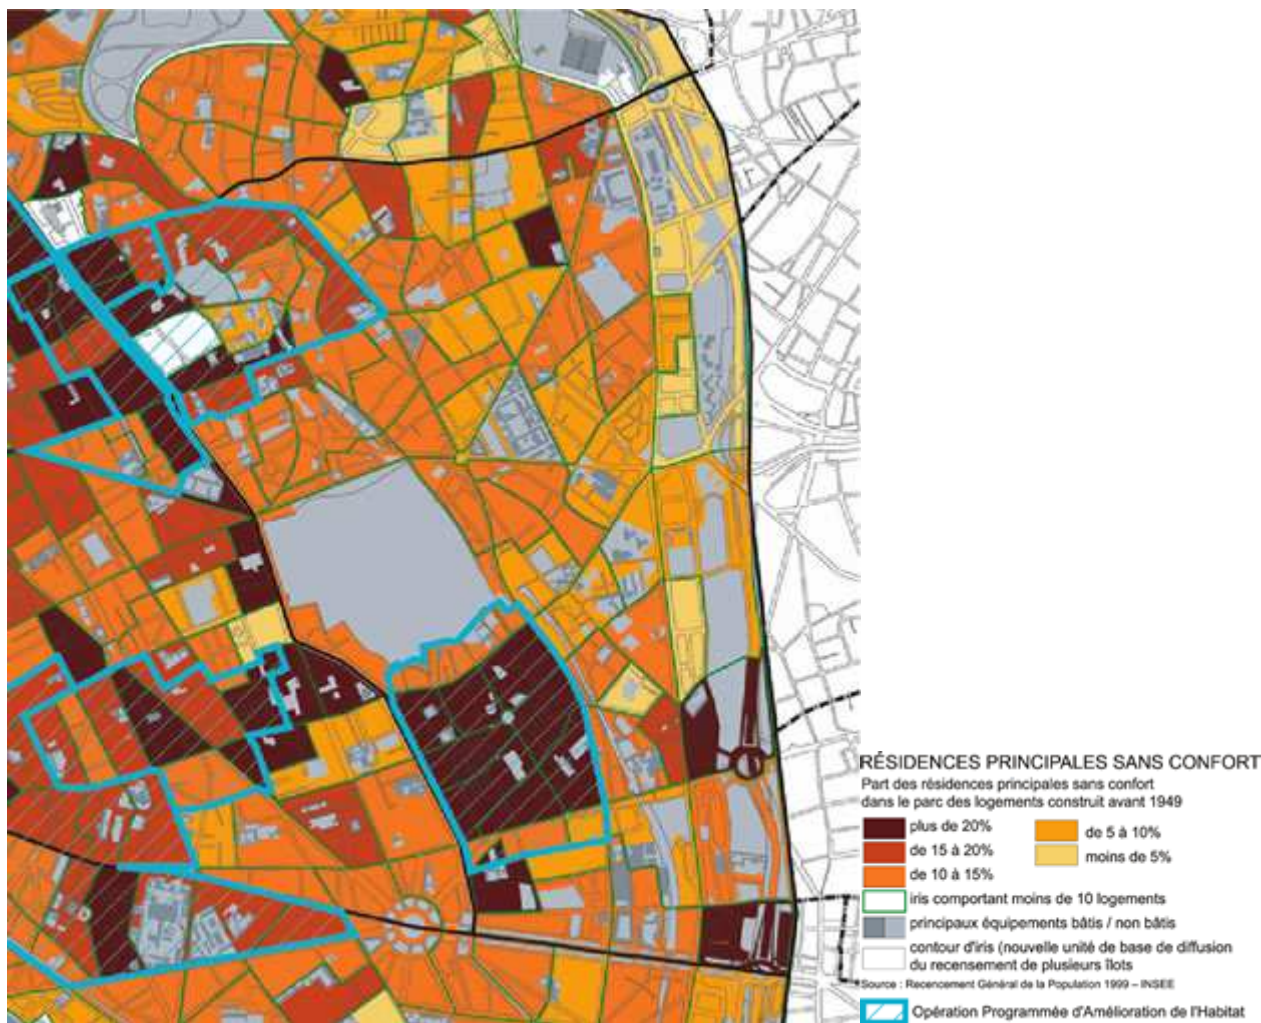 RÉSIDENCES PRINCIPALES SANS CONFORT
Part des résidences principales sans confort
dans le parc des logements construit avant 1949
plus de 20%
de 5 à 10%
de 15 à 20%
moins de 5%
de 10 à 15%
iris comportant moins de 10 logements
principaux équipements bâtis / non bâtis
contour d'iris (nouvelle unité de base de diffusion
du recensement de plusieurs îlots
Source : Recencement Général de la Population 1999 – INSEE
Opération Programmée d'Amélioration de l'Habitat